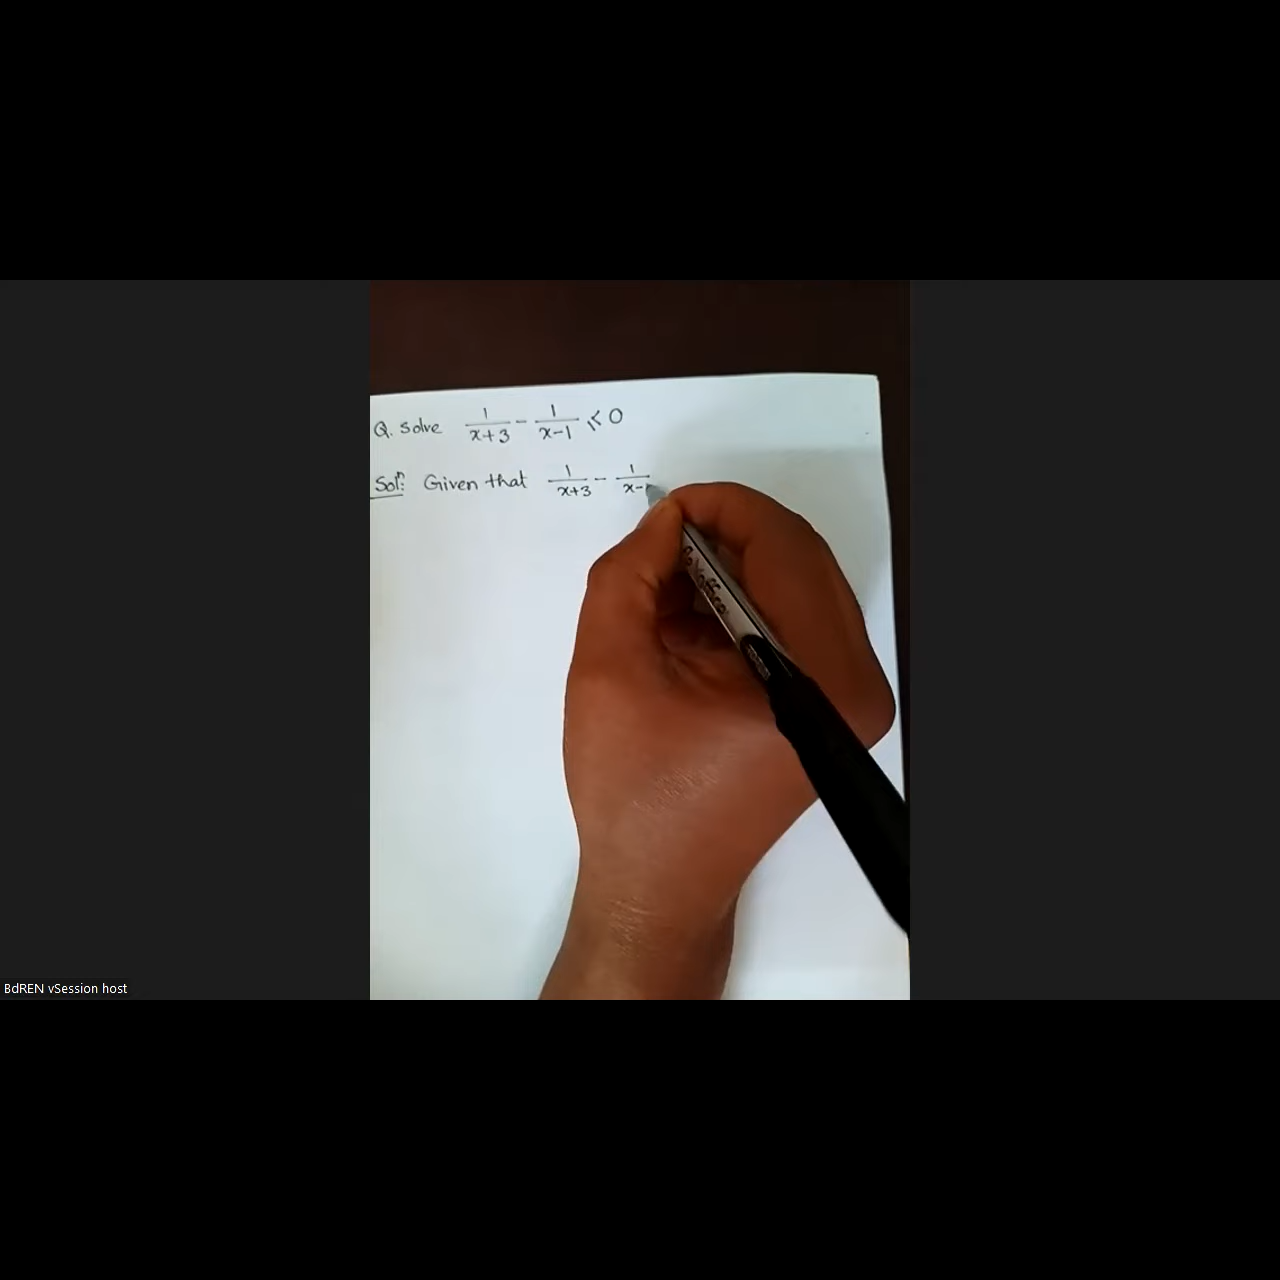 Q. Solve 1/(x+3) - 1/(x-1) ≤ 0
Solⁿ: Given that 1/(x+3) - 1/(x-
BdREN vSession host